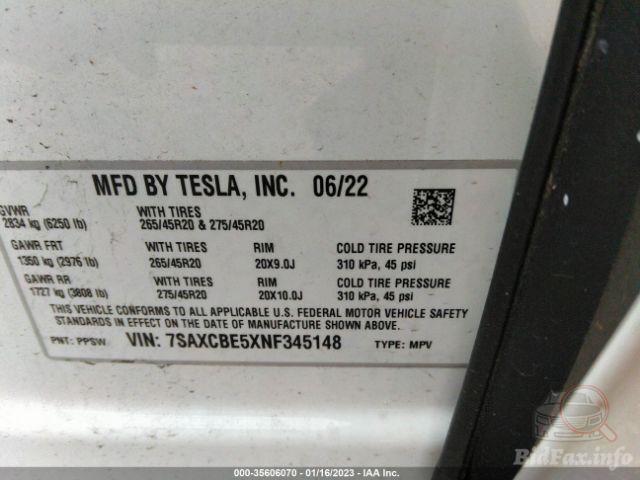 MFD BY TESLA, INC. 06/22
GVWR WITH TIRES
2834 kg (6250 lb) 265/45R20 & 275/45R20
GAWR FRT WITH TIRES RIM COLD TIRE PRESSURE
1350 kg (2976 lb) 265/45R20 20X9.0J 310 kPa, 45 psi
GAWR RR WITH TIRES RIM COLD TIRE PRESSURE
1727 kg (3808 lb) 275/45R20 20X10.0J 310 kPa, 45 psi
THIS VEHICLE CONFORMS TO ALL APPLICABLE U.S. FEDERAL MOTOR VEHICLE SAFETY
STANDARDS IN EFFECT ON THE DATE OF MANUFACTURE SHOWN ABOVE.
PNT: PPSW VIN: 7SAXCBE5XNF345148 TYPE: MPV
BidFax.info
000-35606070 - 01/16/2023 - IAA Inc.